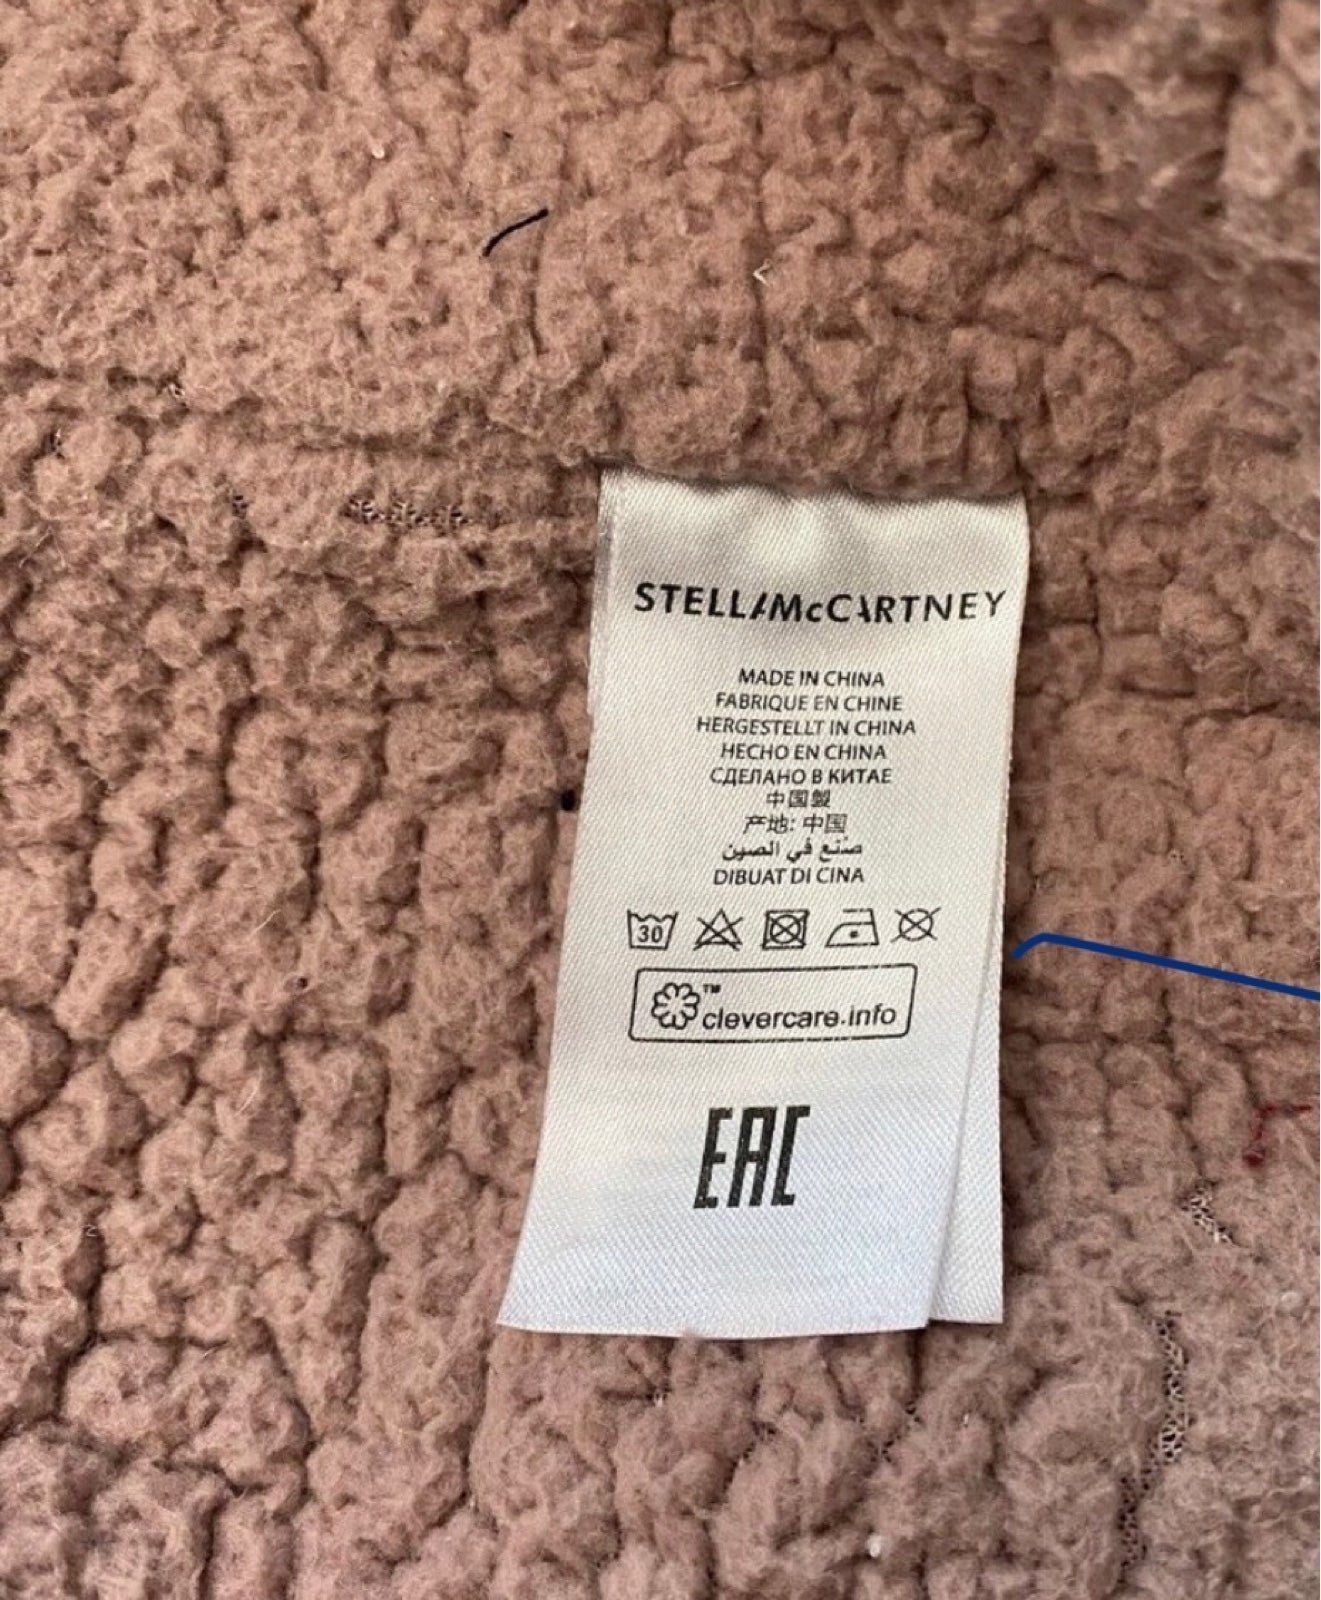 STELLAMcCARTNEY
MADE IN CHINA
FABRIQUE EN CHINE
HERGESTELLT IN CHINA
HECHO EN CHINA
СДЕЛАНО В КИТАЕ
中国製
产地: 中国
صنع في الصين
DIBUAT DI CINA
30
™
clevercare.info
EAC